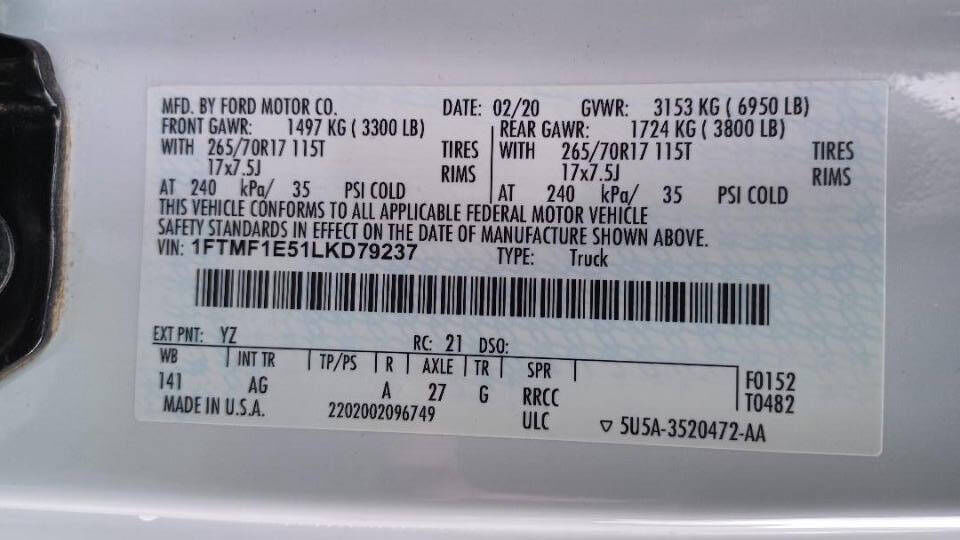 MFD. BY FORD MOTOR CO. DATE: 02/20 GVWR: 3153 KG ( 6950 LB)
FRONT GAWR: 1497 KG ( 3300 LB) REAR GAWR: 1724 KG ( 3800 LB)
WITH 265/70R17 115T TIRES WITH 265/70R17 115T TIRES
17x7.5J RIMS 17x7.5J RIMS
AT 240 kPa/ 35 PSI COLD AT 240 kPa/ 35 PSI COLD
THIS VEHICLE CONFORMS TO ALL APPLICABLE FEDERAL MOTOR VEHICLE
SAFETY STANDARDS IN EFFECT ON THE DATE OF MANUFACTURE SHOWN ABOVE.
VIN: 1FTMF1E51LKD79237 TYPE: Truck
EXT PNT: YZ RC: 21 DSO:
WB INT TR TP/PS R AXLE TR SPR
141 AG A 27 G RRCC F0152
ULC T0482
MADE IN U.S.A. 2202002096749 ▽ 5U5A-3520472-AA